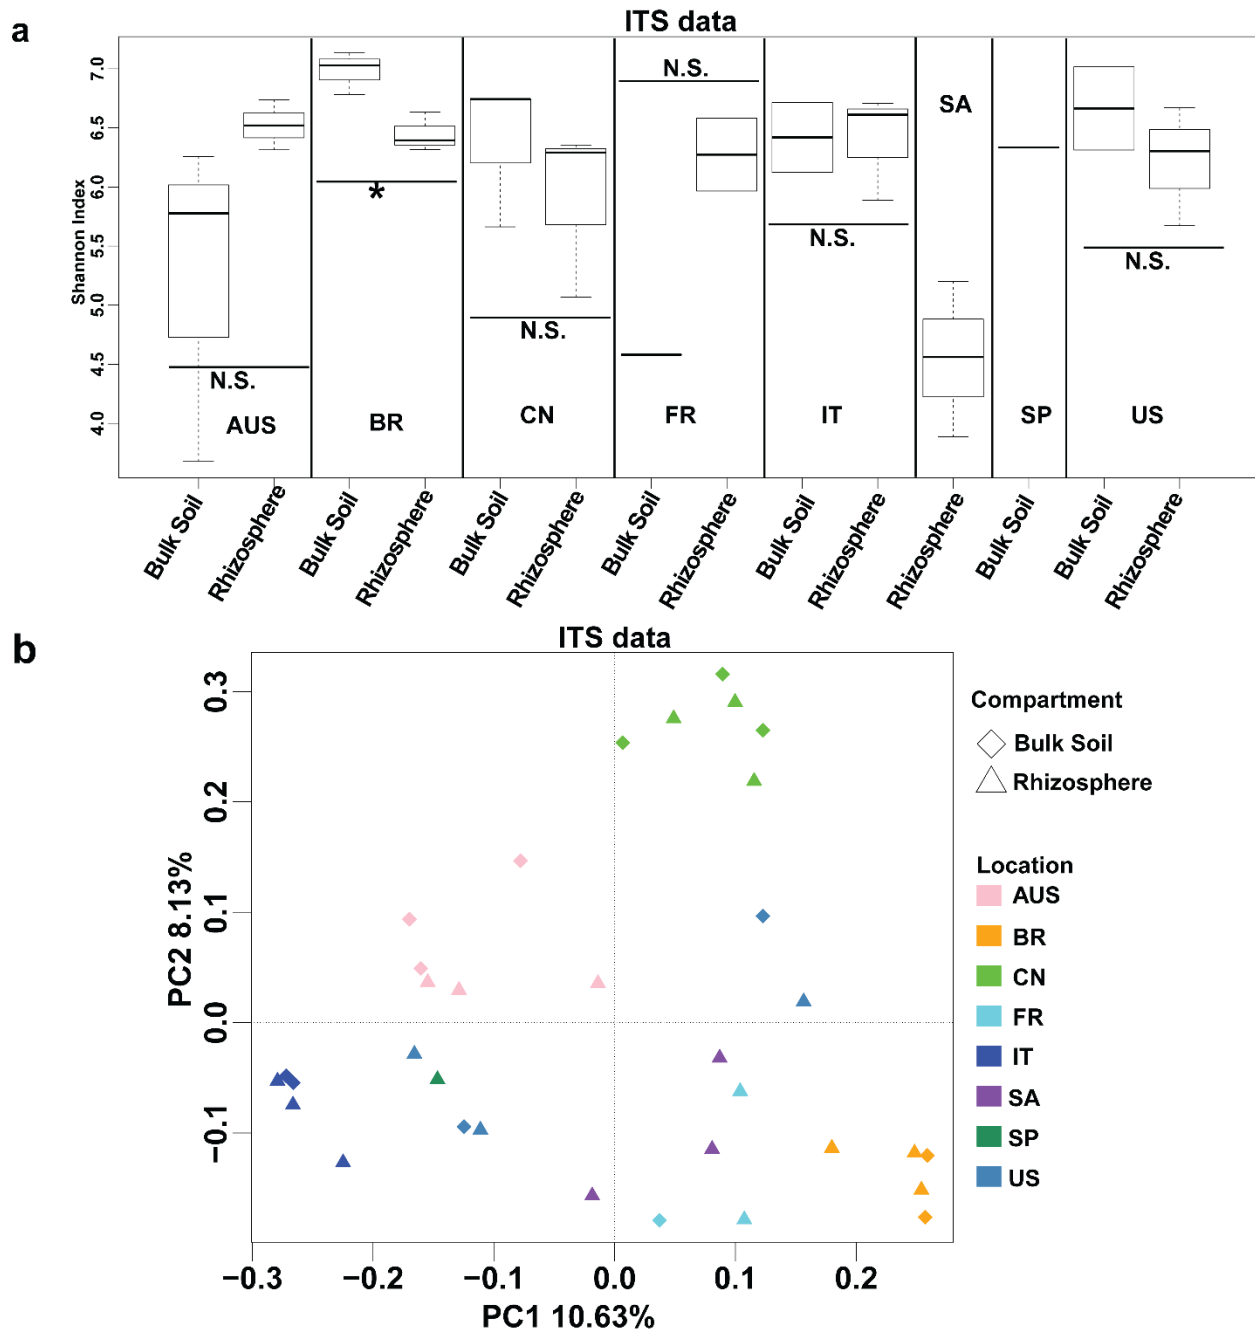 a
ITS data
Shannon Index
7.0
6.5
6.0
5.5
5.0
4.5
4.0
N.S.
AUS
*
BR
N.S.
CN
N.S.
FR
N.S.
IT
SA
SP
N.S.
US
Bulk Soil
Rhizosphere
Bulk Soil
Rhizosphere
Bulk Soil
Rhizosphere
Bulk Soil
Rhizosphere
Bulk Soil
Rhizosphere
Rhizosphere
Bulk Soil
Bulk Soil
Rhizosphere
b
ITS data
PC2 8.13%
0.3
0.2
0.1
0.0
−0.1
−0.3
−0.2
−0.1
0.0
0.1
0.2
PC1 10.63%
Compartment
Bulk Soil
Rhizosphere
Location
AUS
BR
CN
FR
IT
SA
SP
US